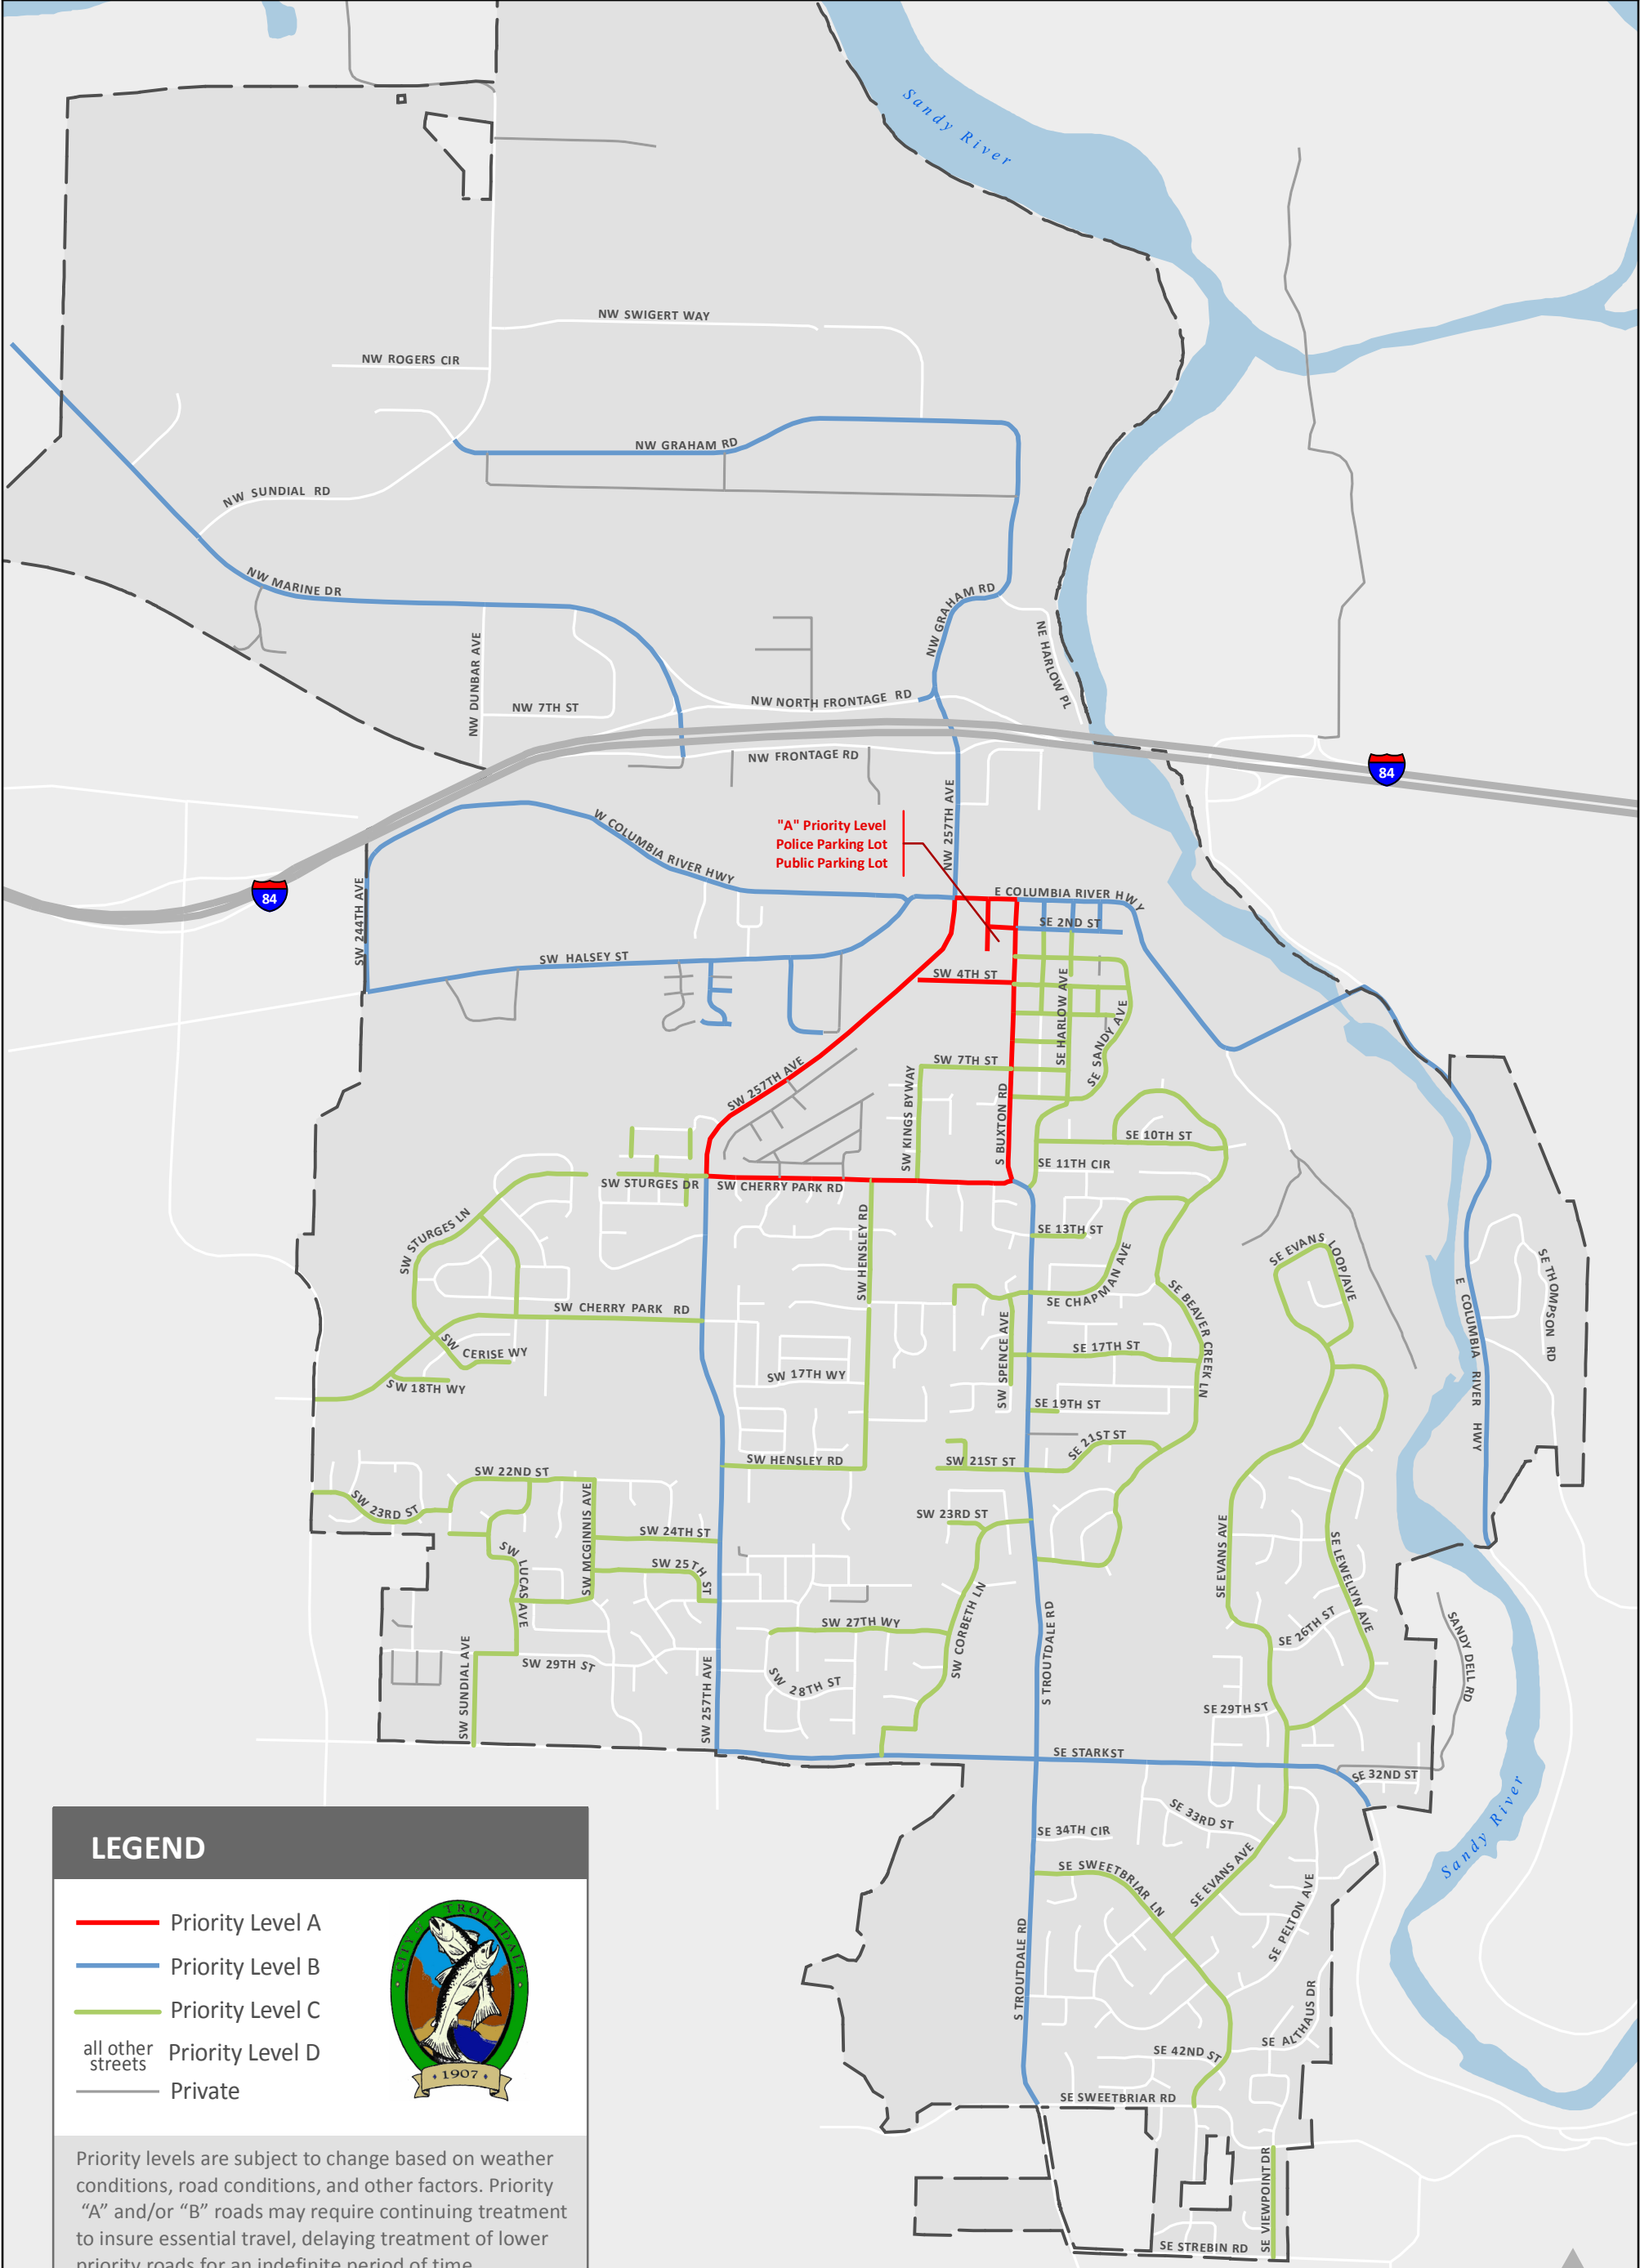 Sandy River
NW SWIGERT WAY
NW ROGERS CIR
NW GRAHAM RD
NW SUNDIAL RD
NW MARINE DR
NW GRAHAM RD
NE HARLOW PL
NW DUNBAR AVE
NW NORTH FRONTAGE RD
NW 7TH ST
NW FRONTAGE RD
84
NW 257TH AVE
"A" Priority Level
Police Parking Lot
Public Parking Lot
W COLUMBIA RIVER HWY
84
SW 244TH AVE
E COLUMBIA RIVER HWY
SE 2ND ST
SW HALSEY ST
SW 4TH ST
SE HARLOW AVE
SE SANDY AVE
SW 7TH ST
SW 257TH AVE
SW KINGS BYWAY
S BUXTON RD
SE 10TH ST
SE 11TH CIR
SW STURGES DR
SW CHERRY PARK RD
SW STURGES LN
SW HENSLEY RD
SE 13TH ST
SE CHAPMAN AVE
SE EVANS LOOP/AVE
SE THOMPSON RD
E COLUMBIA RIVER HWY
SE BEAVER CREEK LN
SW CHERRY PARK RD
SW CERISE WY
SW 18TH WY
SW SPENCE AVE
SE 17TH ST
SW 17TH WY
SE 19TH ST
SE 21ST ST
SW HENSLEY RD
SW 21ST ST
SW 22ND ST
SW 23RD ST
SW MCGINNIS AVE
SW 24TH ST
SW 25TH ST
SW LUCAS AVE
SW 23RD ST
SE EVANS AVE
SE LEWELLYN AVE
SW CORBETH LN
SW 27TH WY
SE 26TH ST
SANDY DELL RD
S TROUTDALE RD
SW SUNDIAL AVE
SW 29TH ST
SW 257TH AVE
SW 28TH ST
SE 29TH ST
SE STARK ST
SE 32ND ST
Sandy River
SE 33RD ST
SE 34TH CIR
SE SWEETBRIAR LN
SE EVANS AVE
SE PELTON AVE
S TROUTDALE RD
SE ALTHAUS DR
SE 42ND ST
SE SWEETBRIAR RD
SE VIEWPOINT DR
SE STREBIN RD
LEGEND
Priority Level A
Priority Level B
Priority Level C
all other streets Priority Level D
Private
CITY OF TROUTDALE
1907
Priority levels are subject to change based on weather
conditions, road conditions, and other factors. Priority
“A” and/or “B” roads may require continuing treatment
to insure essential travel, delaying treatment of lower
priority roads for an indefinite period of time.